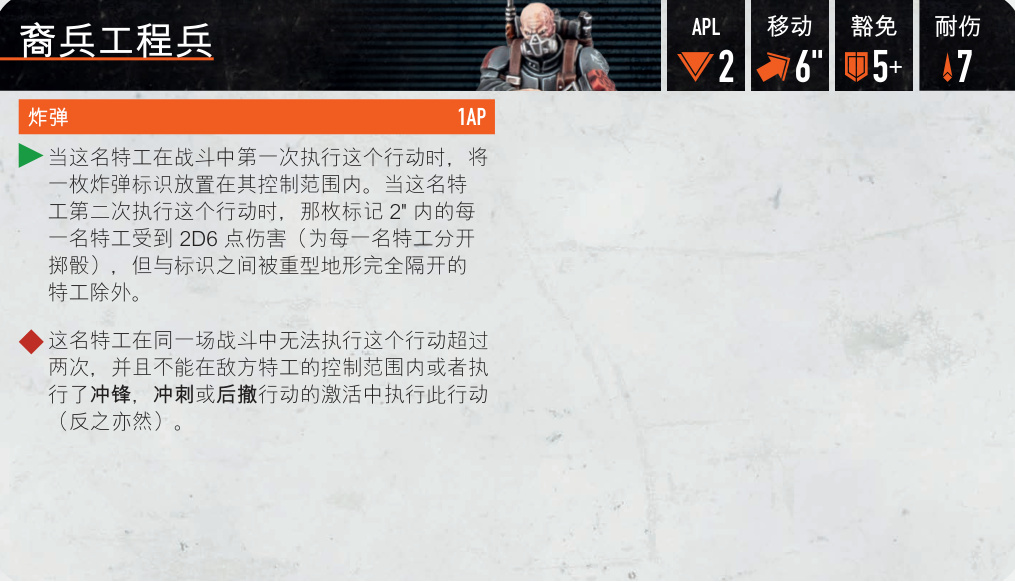 裔兵工程兵
APL
2
移动
6"
豁免
5+
耐伤
7
炸弹 1AP
当这名特工在战斗中第一次执行这个行动时，将
一枚炸弹标识放置在其控制范围内。当这名特
工第二次执行这个行动时，那枚标记 2" 内的每
一名特工受到 2D6 点伤害（为每一名特工分开
掷骰），但与标识之间被重型地形完全隔开的
特工除外。
这名特工在同一场战斗中无法执行这个行动超过
两次，并且不能在敌方特工的控制范围内或者执
行了冲锋，冲刺或后撤行动的激活中执行此行动
（反之亦然）。